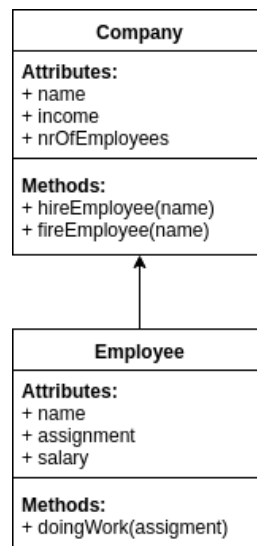 Company
Attributes:
+ name
+ income
+ nrOfEmployees
Methods:
+ hireEmployee(name)
+ fireEmployee(name)
Employee
Attributes:
+ name
+ assignment
+ salary
Methods:
+ doingWork(assigment)